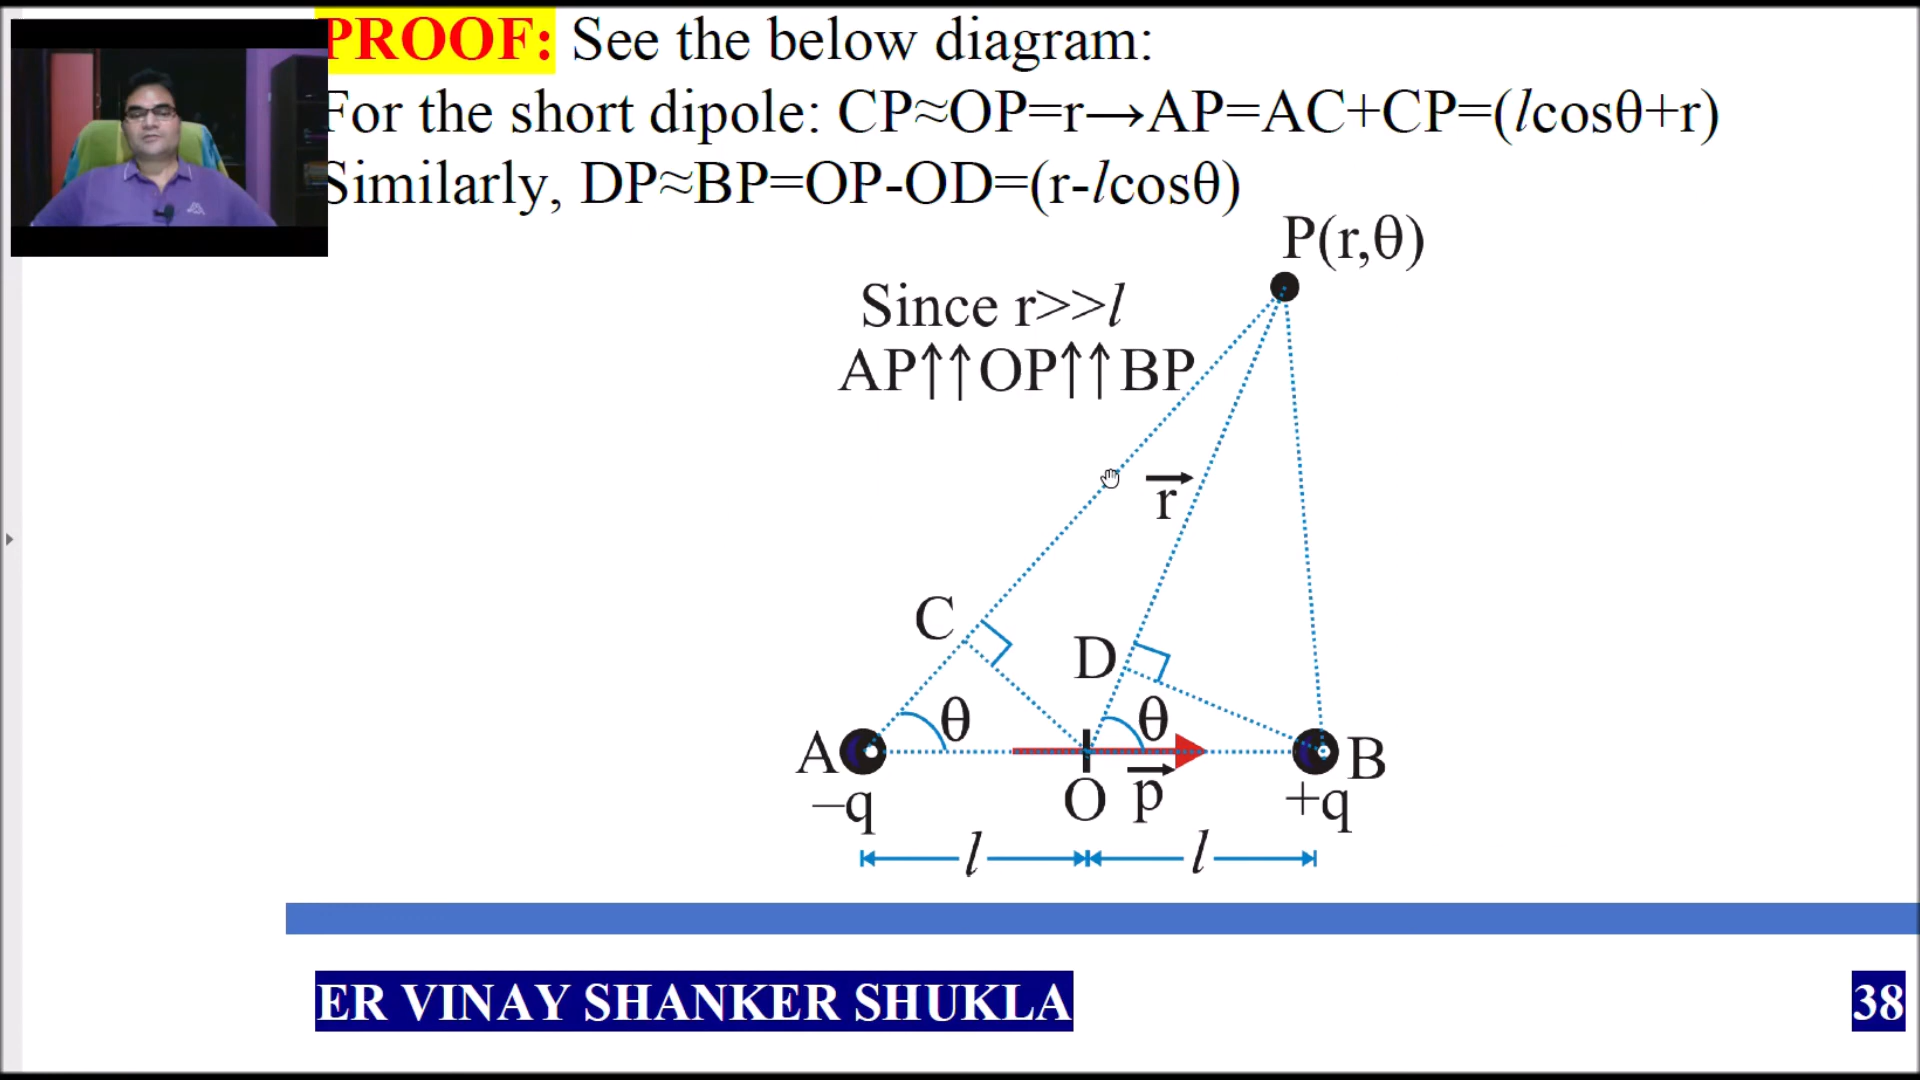 PROOF: See the below diagram:
For the short dipole: CP≈OP=r→AP=AC+CP=(lcosθ+r)
Similarly, DP≈BP=OP-OD=(r-lcosθ)
P(r,θ)
Since r>>l
AP↑↑OP↑↑BP
r
C
D
θ
θ
A
B
–q
O
p
+q
l
l
ER VINAY SHANKER SHUKLA
38